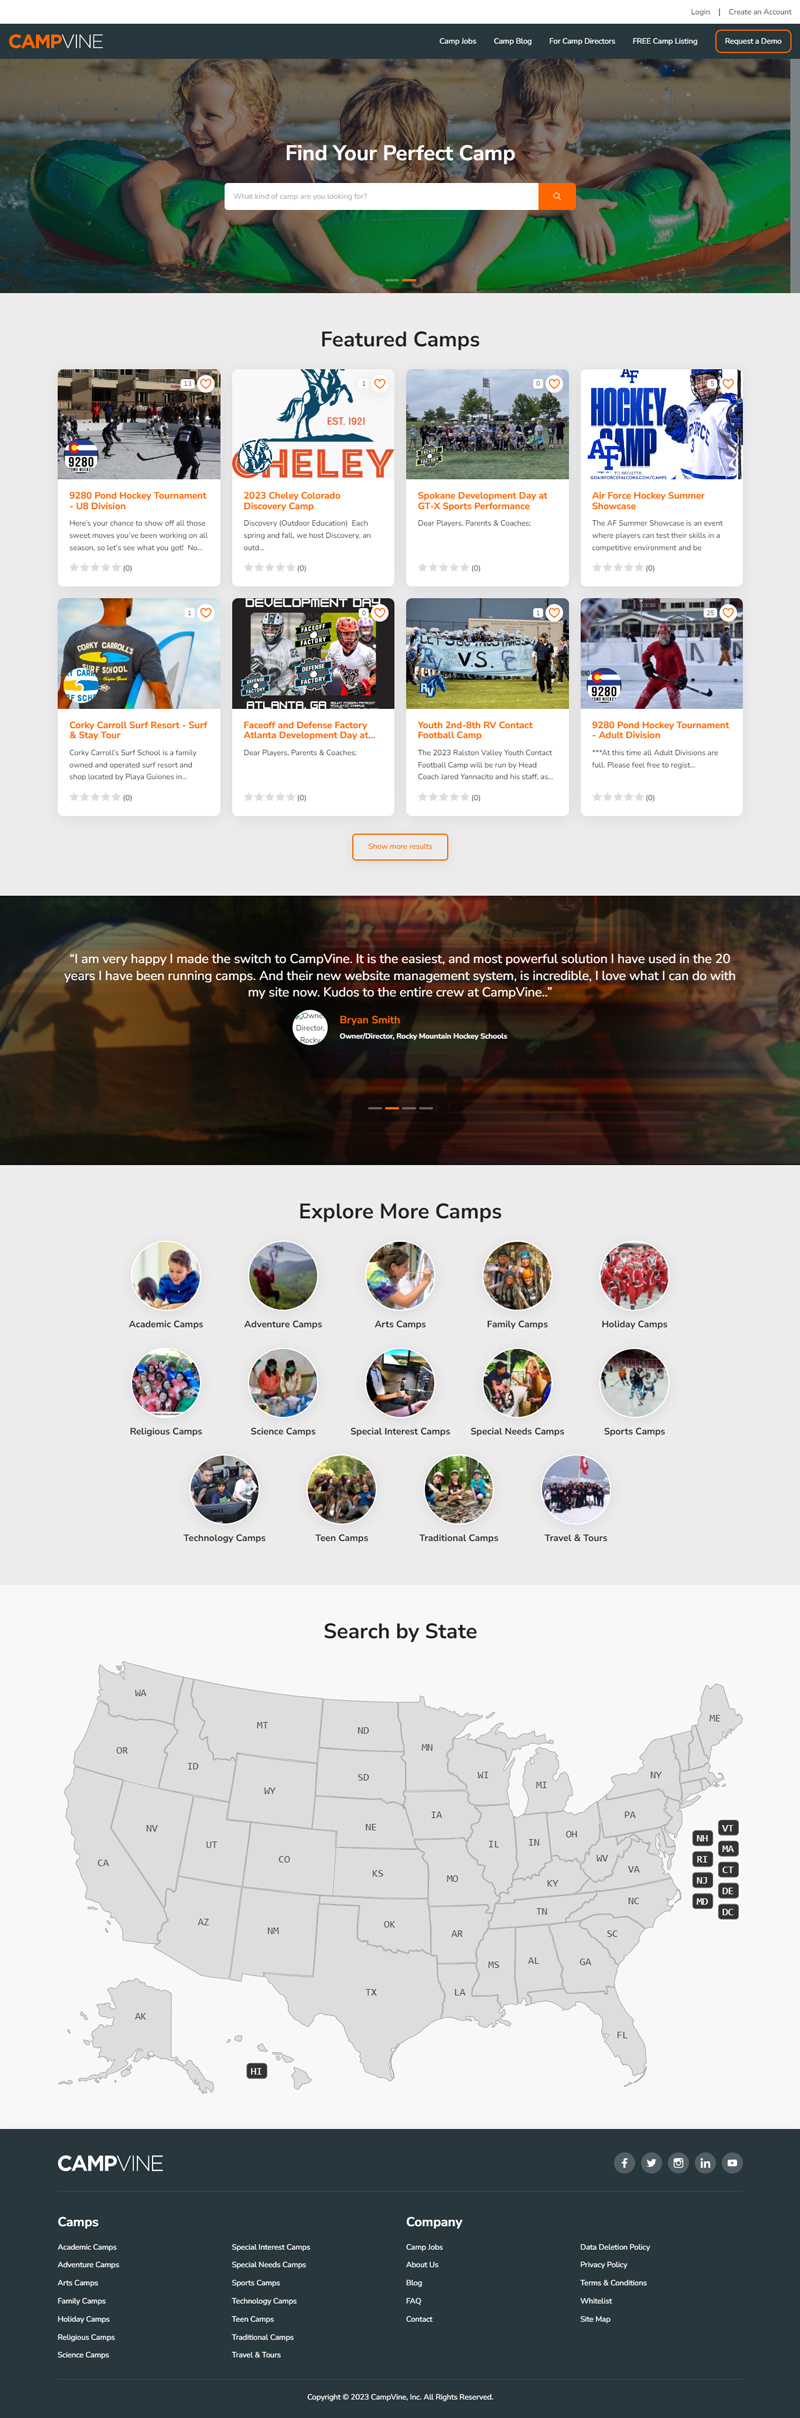 Login | Create an Account
CAMPVINE
Camp Jobs Camp Blog For Camp Directors FREE Camp Listing Request a Demo
Find Your Perfect Camp
What kind of camp are you looking for?
Featured Camps
13
9280
9280 Pond Hockey Tournament
- U8 Division
Here's your chance to show off all those
sweet moves you've been working on all
season, so let's see what you got! No...
(0)
1
EST. 1921
CHELEY
2023 Cheley Colorado
Discovery Camp
Discovery (Outdoor Education) Each
spring and fall, we host Discovery, an
outd...
(0)
0
FACEOFF
FACTORY
Spokane Development Day at
GT-X Sports Performance
Dear Players, Parents & Coaches;
(0)
5
AF
HOCKEY
CAMP
AF
TO REGISTER:
GOAIRFORCEFALCONS.COM/CAMPS
Air Force Hockey Summer
Showcase
The AF Summer Showcase is an event
where players can test their skills in a
competitive environment and be
(0)
1
CORKY CARROLL'S
SURF SCHOOL
Corky Carroll Surf Resort - Surf
& Stay Tour
Corky Carroll's Surf School is a family
owned and operated surf resort and
shop located by Playa Guiones in...
(0)
0
DEVELOPMENT DAY
FACEOFF
FACTORY
DEFENSE
FACTORY
DEFENSE
FACTORY
ATLANTA, GA
Faceoff and Defense Factory
Atlanta Development Day at...
Dear Players, Parents & Coaches;
(0)
1
VS.
RV
Youth 2nd-8th RV Contact
Football Camp
The 2023 Ralston Valley Youth Contact
Football Camp will be run by Head
Coach Jared Yannacito and his staff, as...
(0)
25
9280
9280 Pond Hockey Tournament
- Adult Division
***At this time all Adult Divisions are
full. Please feel free to regist...
(0)
Show more results
“I am very happy I made the switch to CampVine. It is the easiest, and most powerful solution I have used in the 20
years I have been running camps. And their new website management system, is incredible, I love what I can do with
my site now. Kudos to the entire crew at CampVine..”
Owne
Director,
Rocky
Bryan Smith
Owner/Director, Rocky Mountain Hockey Schools
Explore More Camps
Academic Camps Adventure Camps Arts Camps Family Camps Holiday Camps
Religious Camps Science Camps Special Interest Camps Special Needs Camps Sports Camps
Technology Camps Teen Camps Traditional Camps Travel & Tours
Search by State
WA
ME
MT
ND
OR
MN
ID
WI
NY
SD
MI
WY
IA
PA
NV
NE
VT
OH
NH
UT
IL
IN
MA
CO
WV
RI
CA
VA
CT
KS
MO
NJ
KY
DE
NC
MD
TN
DC
AZ
OK
NM
AR
SC
AL
GA
MS
TX
LA
AK
FL
HI
CAMPVINE
Camps
Academic Camps
Adventure Camps
Arts Camps
Family Camps
Holiday Camps
Religious Camps
Science Camps
Special Interest Camps
Special Needs Camps
Sports Camps
Technology Camps
Teen Camps
Traditional Camps
Travel & Tours
Company
Camp Jobs
About Us
Blog
FAQ
Contact
Data Deletion Policy
Privacy Policy
Terms & Conditions
Whitelist
Site Map
Copyright © 2023 CampVine, Inc. All Rights Reserved.